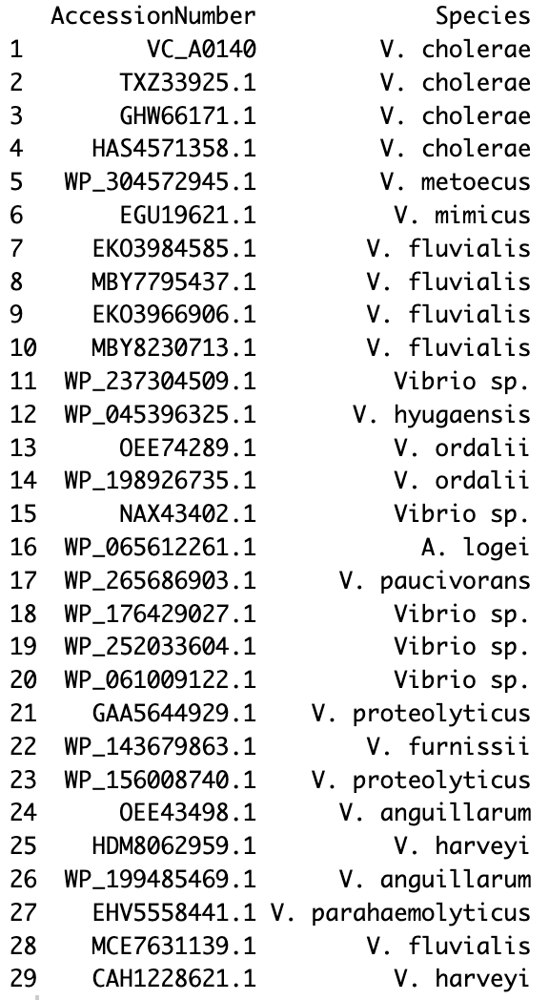 AccessionNumber Species
1 VC_A0140 V. cholerae
2 TXZ33925.1 V. cholerae
3 GHW66171.1 V. cholerae
4 HAS4571358.1 V. cholerae
5 WP_304572945.1 V. metoecus
6 EGU19621.1 V. mimicus
7 EKO3984585.1 V. fluvialis
8 MBY7795437.1 V. fluvialis
9 EKO3966906.1 V. fluvialis
10 MBY8230713.1 V. fluvialis
11 WP_237304509.1 Vibrio sp.
12 WP_045396325.1 V. hyugaensis
13 OEE74289.1 V. ordalii
14 WP_198926735.1 V. ordalii
15 NAX43402.1 Vibrio sp.
16 WP_065612261.1 A. logei
17 WP_265686903.1 V. paucivorans
18 WP_176429027.1 Vibrio sp.
19 WP_252033604.1 Vibrio sp.
20 WP_061009122.1 Vibrio sp.
21 GAA5644929.1 V. proteolyticus
22 WP_143679863.1 V. furnissii
23 WP_156008740.1 V. proteolyticus
24 OEE43498.1 V. anguillarum
25 HDM8062959.1 V. harveyi
26 WP_199485469.1 V. anguillarum
27 EHV5558441.1 V. parahaemolyticus
28 MCE7631139.1 V. fluvialis
29 CAH1228621.1 V. harveyi